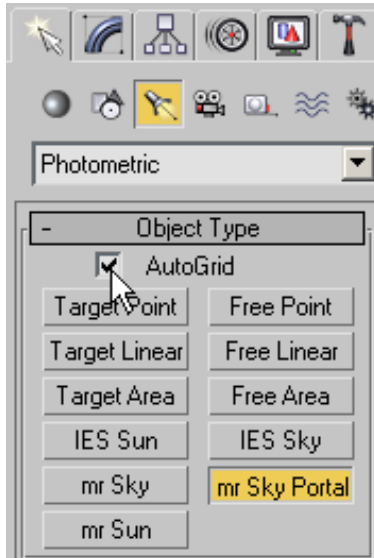 Photometric
- Object Type
AutoGrid
Target Point Free Point
Target Linear Free Linear
Target Area Free Area
IES Sun IES Sky
mr Sky mr Sky Portal
mr Sun